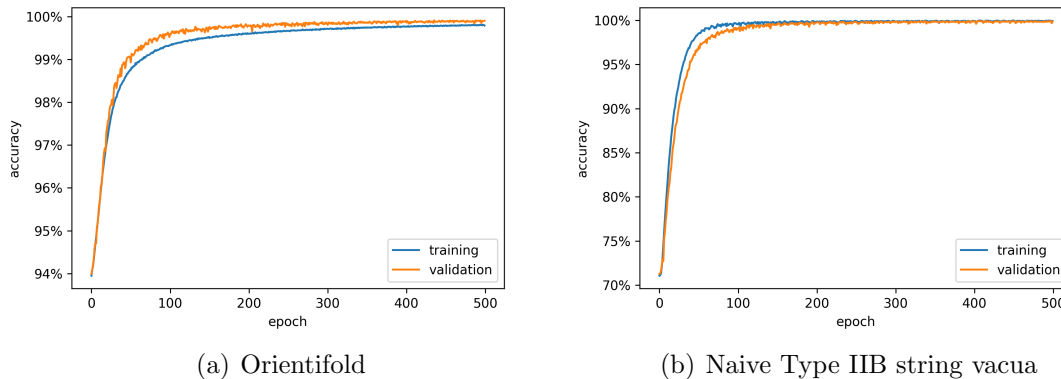 100%
99%
98%
97%
96%
95%
94%
accuracy
0 100 200 300 400 500
epoch
training
validation
(a) Orientifold
100%
95%
90%
85%
80%
75%
70%
accuracy
0 100 200 300 400 500
epoch
training
validation
(b) Naive Type IIB string vacua